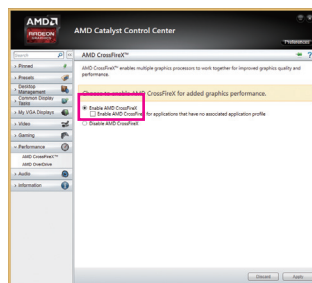 AMD
RADEON
GRAPHICS
AMD Catalyst Control Center
Preferences
Search
AMD CrossFireX™
Pinned
Presets
Desktop
Management
Common Display
Tasks
My VGA Displays
Video
Gaming
Performance
AMD CrossFireX™
AMD OverDrive
Audio
Information
AMD CrossFireX™ enables multiple graphics processors to work together for improved graphics quality and
performance.
Choose to enable AMD CrossFireX for added graphics performance.
Enable AMD CrossFireX
Enable AMD CrossFireX for applications that have no associated application profile
Disable AMD CrossFireX
Discard
Apply